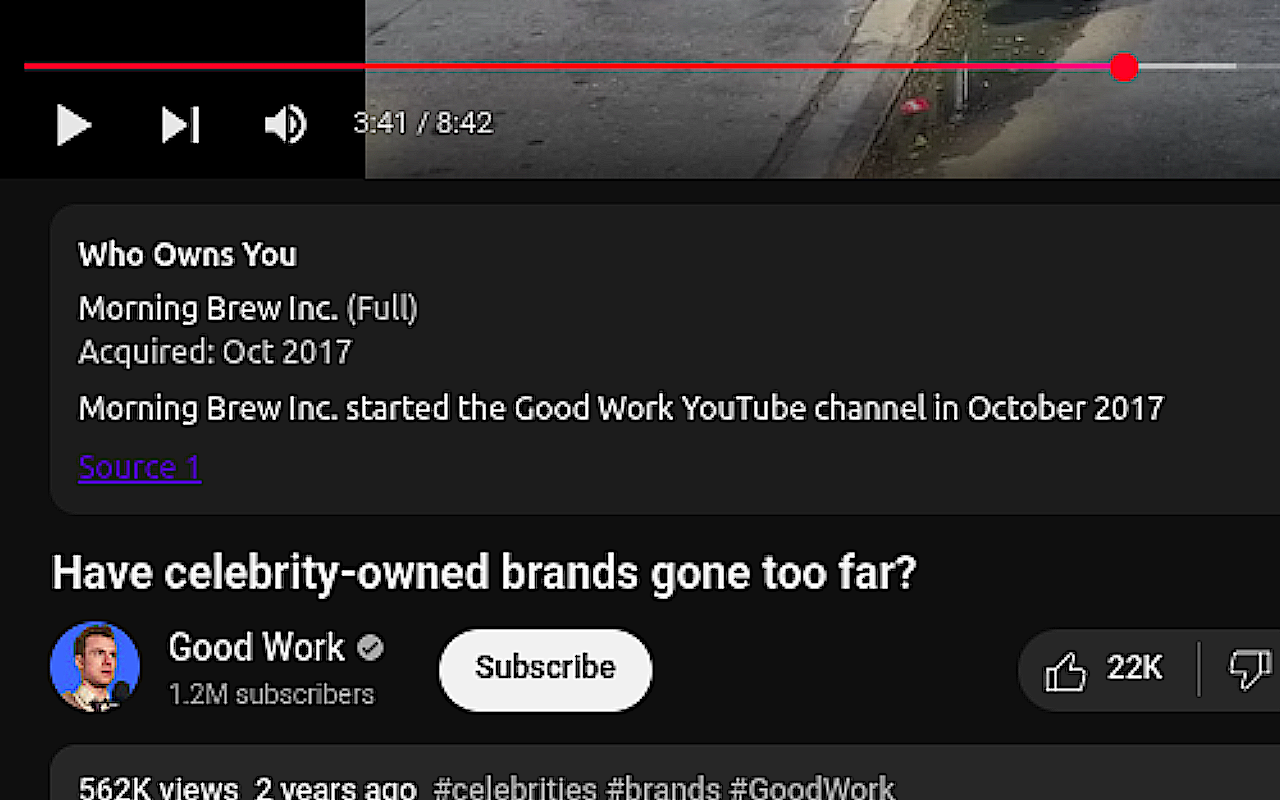 3:41 / 8:42
Who Owns You
Morning Brew Inc. (Full)
Acquired: Oct 2017
Morning Brew Inc. started the Good Work YouTube channel in October 2017
Source 1
Have celebrity-owned brands gone too far?
Good Work
1.2M subscribers
Subscribe
22K
562K views 2 years ago #celebrities #brands #GoodWork